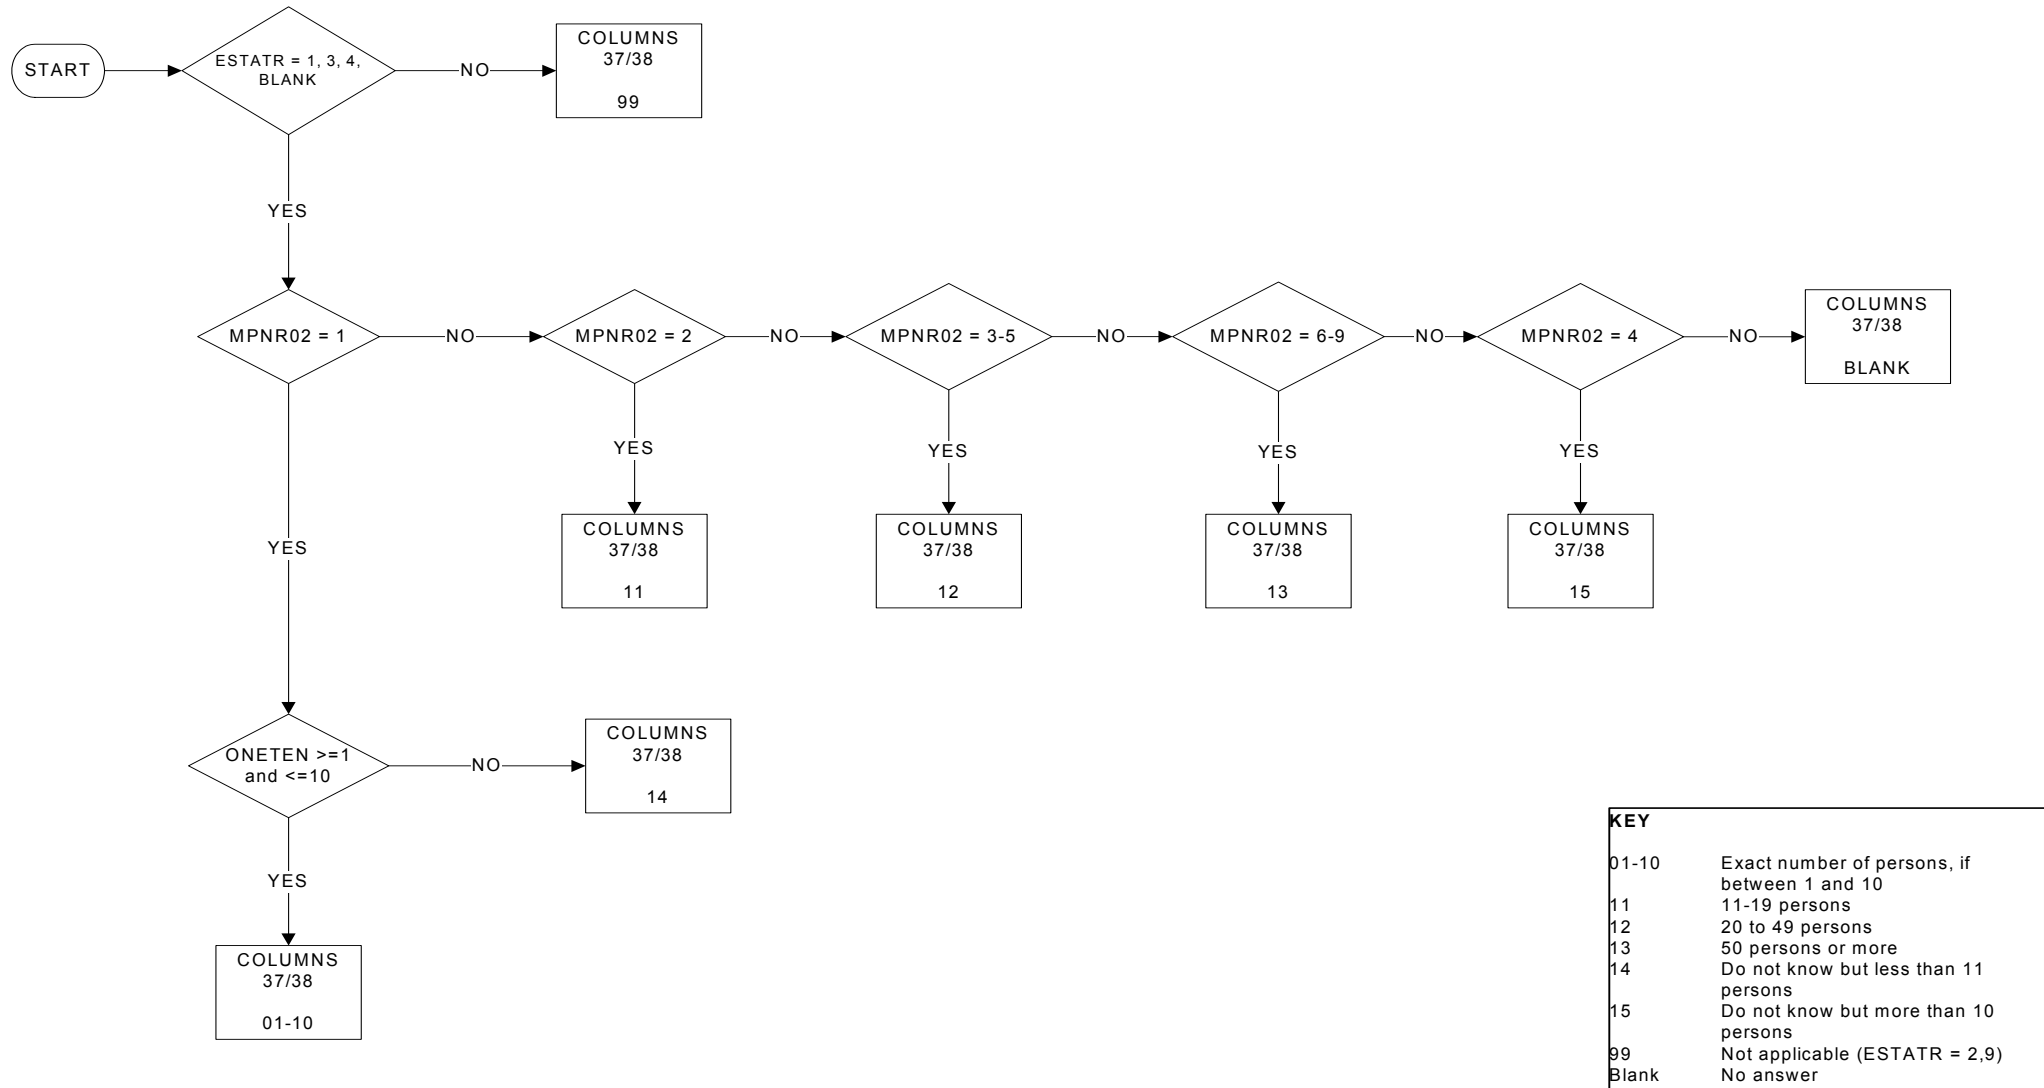 START
ESTATR = 1, 3, 4,
BLANK
NO
COLUMNS
37/38
99
YES
MPNR02 = 1
NO
MPNR02 = 2
NO
MPNR02 = 3-5
NO
MPNR02 = 6-9
NO
MPNR02 = 4
NO
COLUMNS
37/38
BLANK
YES
YES
YES
YES
YES
COLUMNS
37/38
11
COLUMNS
37/38
12
COLUMNS
37/38
13
COLUMNS
37/38
15
ONETEN >=1
and <=10
NO
COLUMNS
37/38
14
YES
COLUMNS
37/38
01-10
KEY
01-10 Exact number of persons, if
between 1 and 10
11 11-19 persons
12 20 to 49 persons
13 50 persons or more
14 Do not know but less than 11
persons
15 Do not know but more than 10
persons
99 Not applicable (ESTATR = 2,9)
Blank No answer